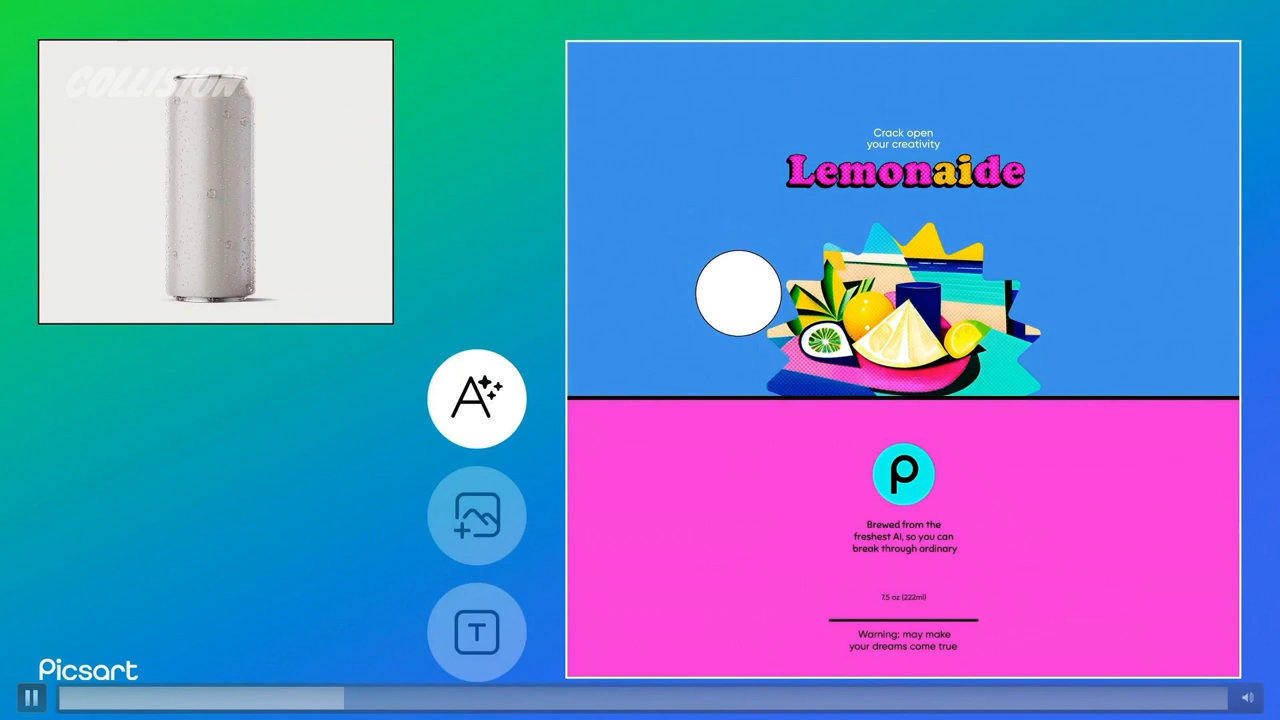 COLLISION
Crack open
your creativity
Lemonaide
Brewed from the
freshest AI, so you can
break through ordinary
7.5 oz (222ml)
Warning: may make
your dreams come true
Picsart